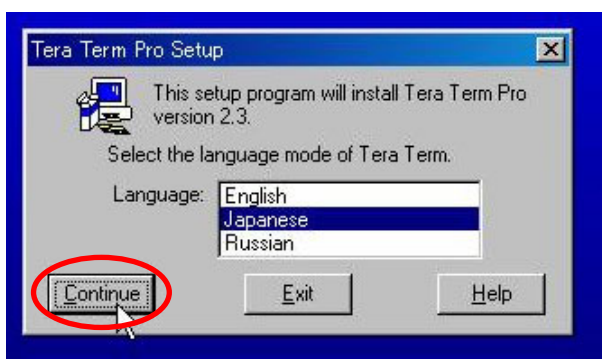 Tera Term Pro Setup
This setup program will install Tera Term Pro
version 2.3.
Select the language mode of Tera Term.
Language:
English
Japanese
Russian
Continue
Exit
Help